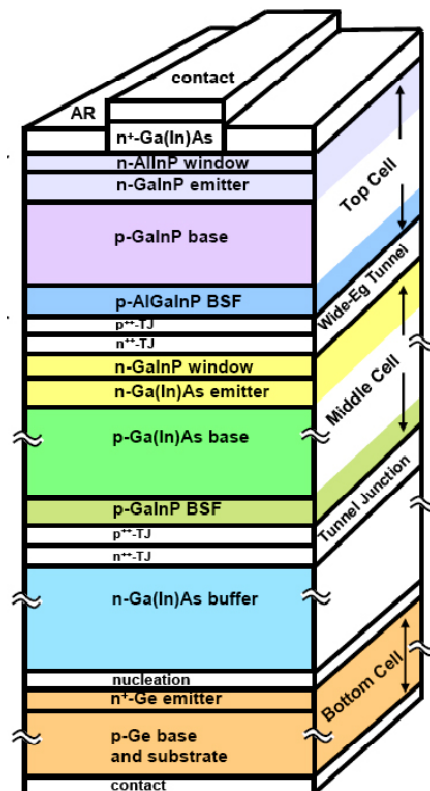 contact
AR
n⁺-Ga(In)As
n-AlInP window
n-GaInP emitter
p-GaInP base
p-AlGaInP BSF
p⁺⁺-TJ
n⁺⁺-TJ
n-GaInP window
n-Ga(In)As emitter
p-Ga(In)As base
p-GaInP BSF
p⁺⁺-TJ
n⁺⁺-TJ
n-Ga(In)As buffer
nucleation
n⁺-Ge emitter
p-Ge base
and substrate
contact
Top Cell
Wide-Eg Tunnel
Middle Cell
Tunnel Junction
Bottom Cell